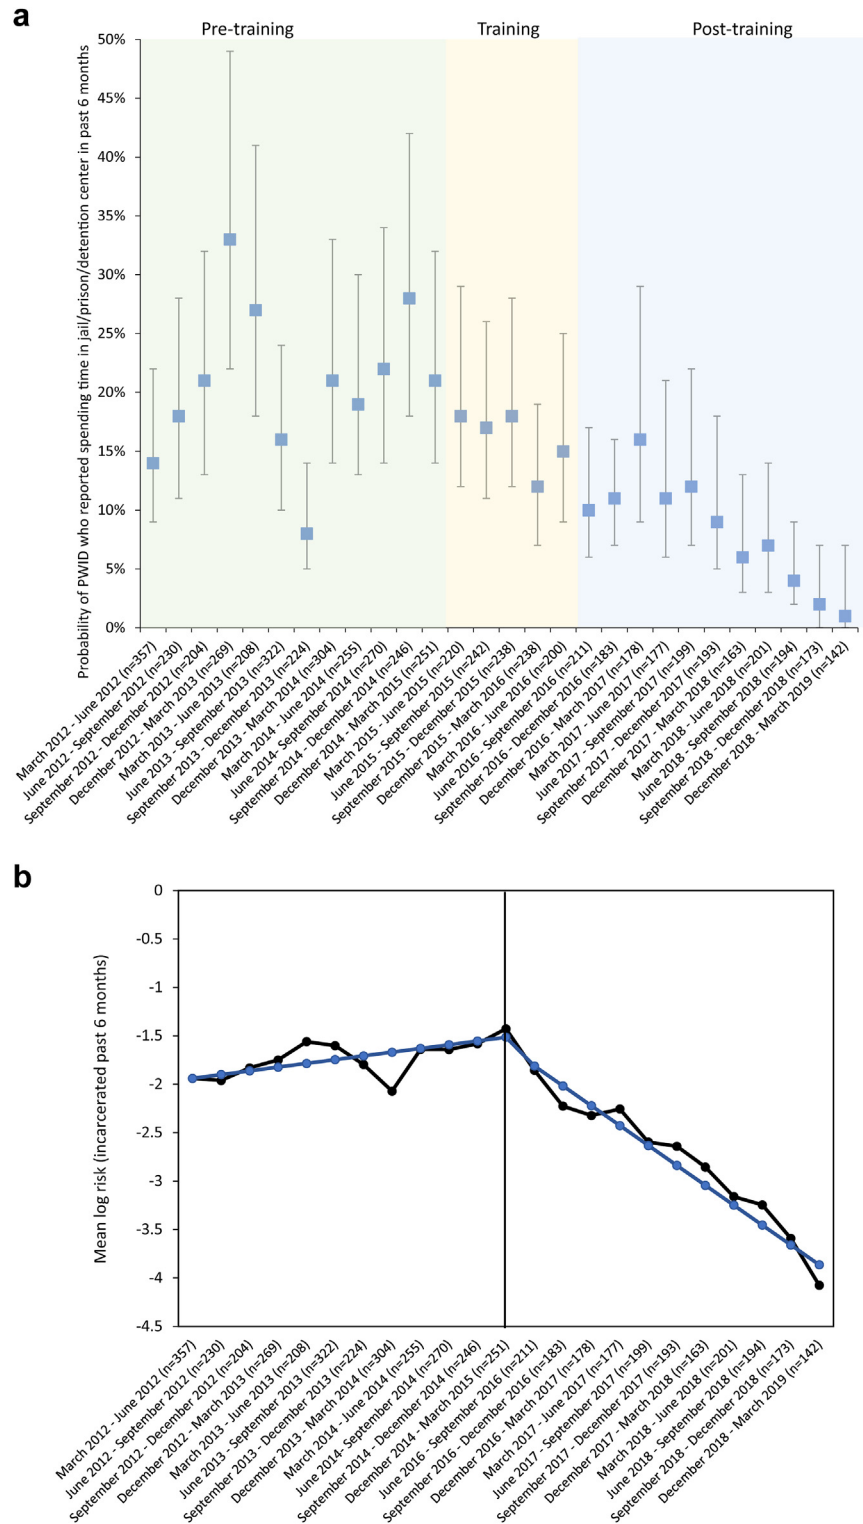 a
Pre-training
Training
Post-training
Probability of PWID who reported spending time in jail/prison/detention center in past 6 months
50%
45%
40%
35%
30%
25%
20%
15%
10%
5%
0%
March 2012 - June 2012 (n=357)
June 2012 - September 2012 (n=230)
September 2012 - December 2012 (n=204)
December 2012 - March 2013 (n=269)
March 2013 - June 2013 (n=208)
June 2013 - September 2013 (n=322)
September 2013 - December 2013 (n=224)
December 2013 - March 2014 (n=304)
March 2014 - June 2014 (n=255)
June 2014- September 2014 (n=270)
September 2014 - December 2014 (n=246)
December 2014 - March 2015 (n=251)
March 2015 - June 2015 (n=220)
June 2015 - September 2015 (n=242)
September 2015 - December 2015 (n=238)
December 2015 - March 2016 (n=238)
March 2016 - June 2016 (n=200)
June 2016 - September 2016 (n=211)
September 2016 - December 2016 (n=183)
December 2016 - March 2017 (n=178)
March 2017 - June 2017 (n=177)
June 2017 - September 2017 (n=199)
September 2017 - December 2017 (n=193)
December 2017 - March 2018 (n=163)
March 2018 - June 2018 (n=201)
June 2018 - September 2018 (n=194)
September 2018 - December 2018 (n=173)
December 2018 - March 2019 (n=142)
b
Mean log risk (incarcerated past 6 months)
0
-0.5
-1
-1.5
-2
-2.5
-3
-3.5
-4
-4.5
March 2012 - June 2012 (n=357)
June 2012 - September 2012 (n=230)
September 2012 - December 2012 (n=204)
December 2012 - March 2013 (n=269)
March 2013 - June 2013 (n=208)
June 2013 - September 2013 (n=322)
September 2013 - December 2013 (n=224)
December 2013 - March 2014 (n=304)
March 2014 - June 2014 (n=255)
June 2014- September 2014 (n=270)
September 2014 - December 2014 (n=246)
December 2014 - March 2015 (n=251)
June 2016 - September 2016 (n=211)
September 2016 - December 2016 (n=183)
December 2016 - March 2017 (n=178)
March 2017 - June 2017 (n=177)
June 2017 - September 2017 (n=199)
September 2017 - December 2017 (n=193)
December 2017 - March 2018 (n=163)
March 2018 - June 2018 (n=201)
June 2018 - September 2018 (n=194)
September 2018 - December 2018 (n=173)
December 2018 - March 2019 (n=142)